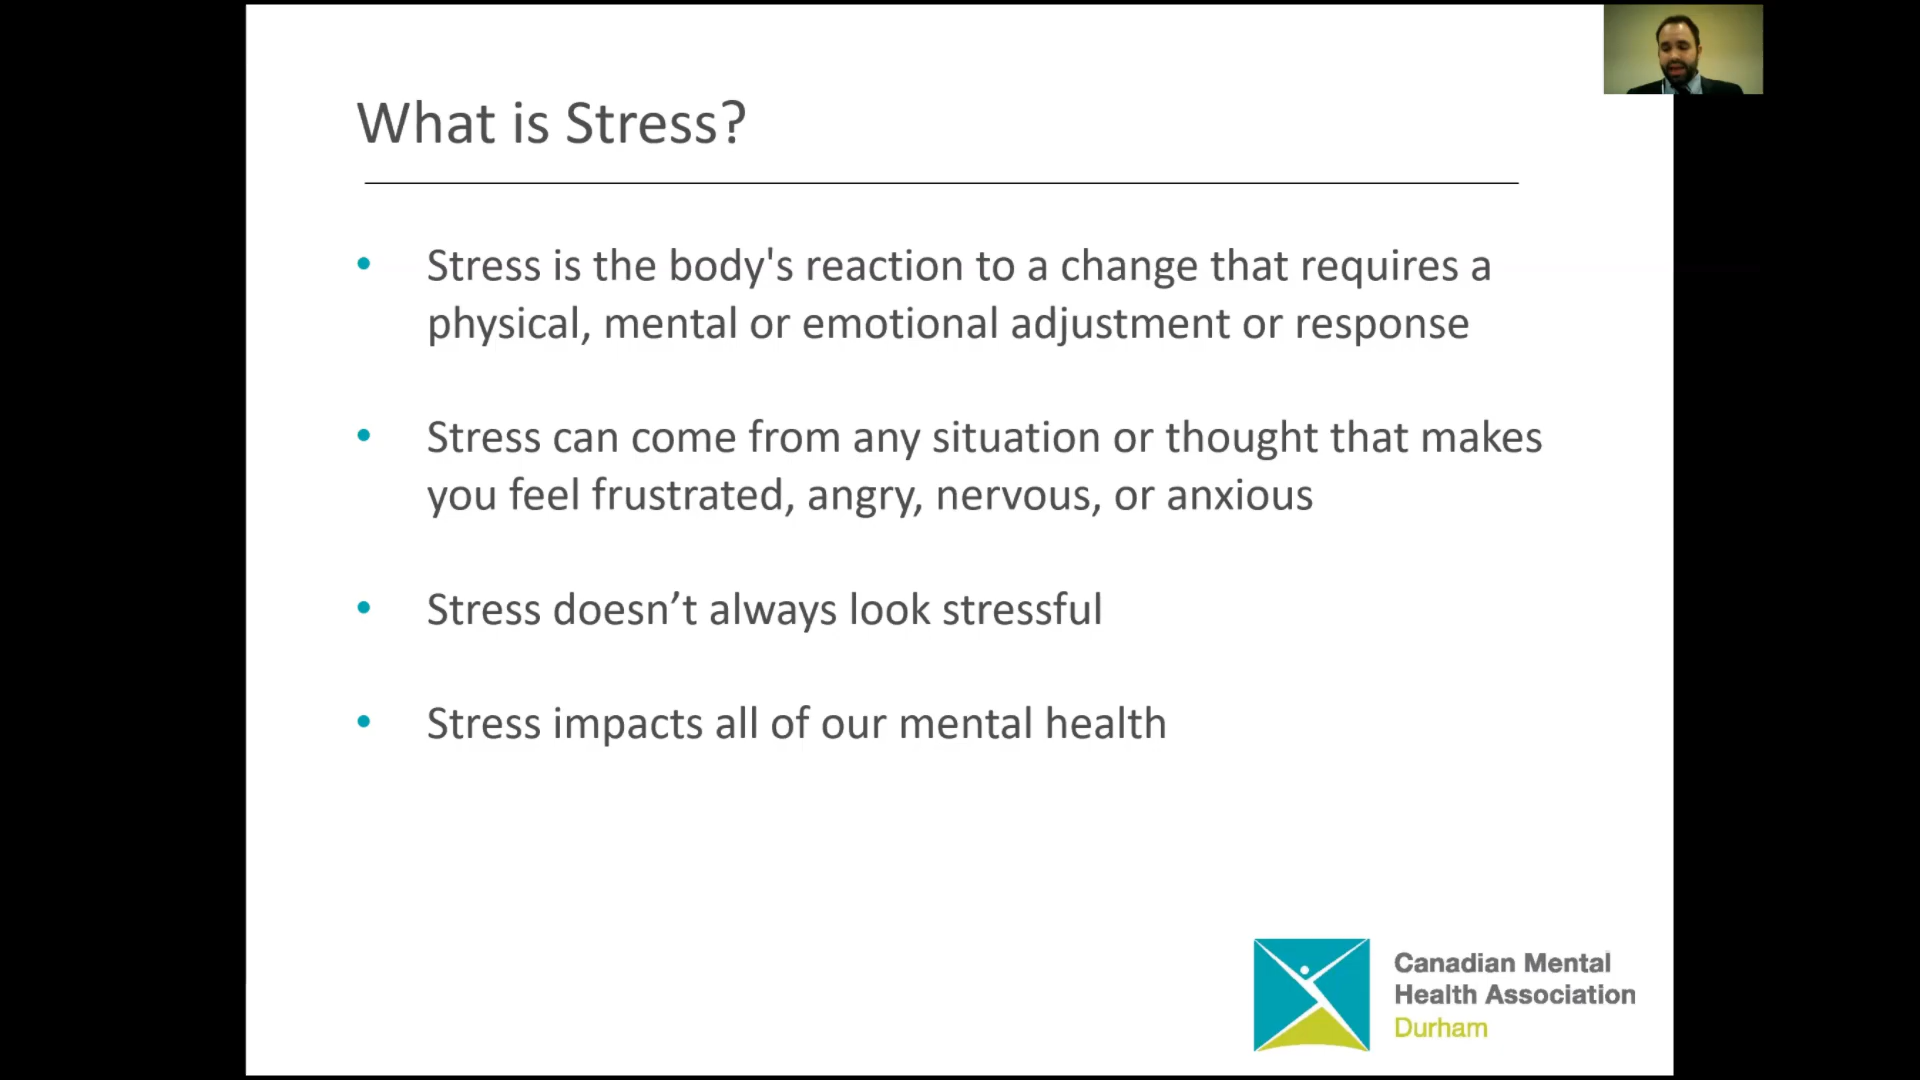 What is Stress?
• Stress is the body's reaction to a change that requires a
physical, mental or emotional adjustment or response
• Stress can come from any situation or thought that makes
you feel frustrated, angry, nervous, or anxious
• Stress doesn’t always look stressful
• Stress impacts all of our mental health
Canadian Mental
Health Association
Durham